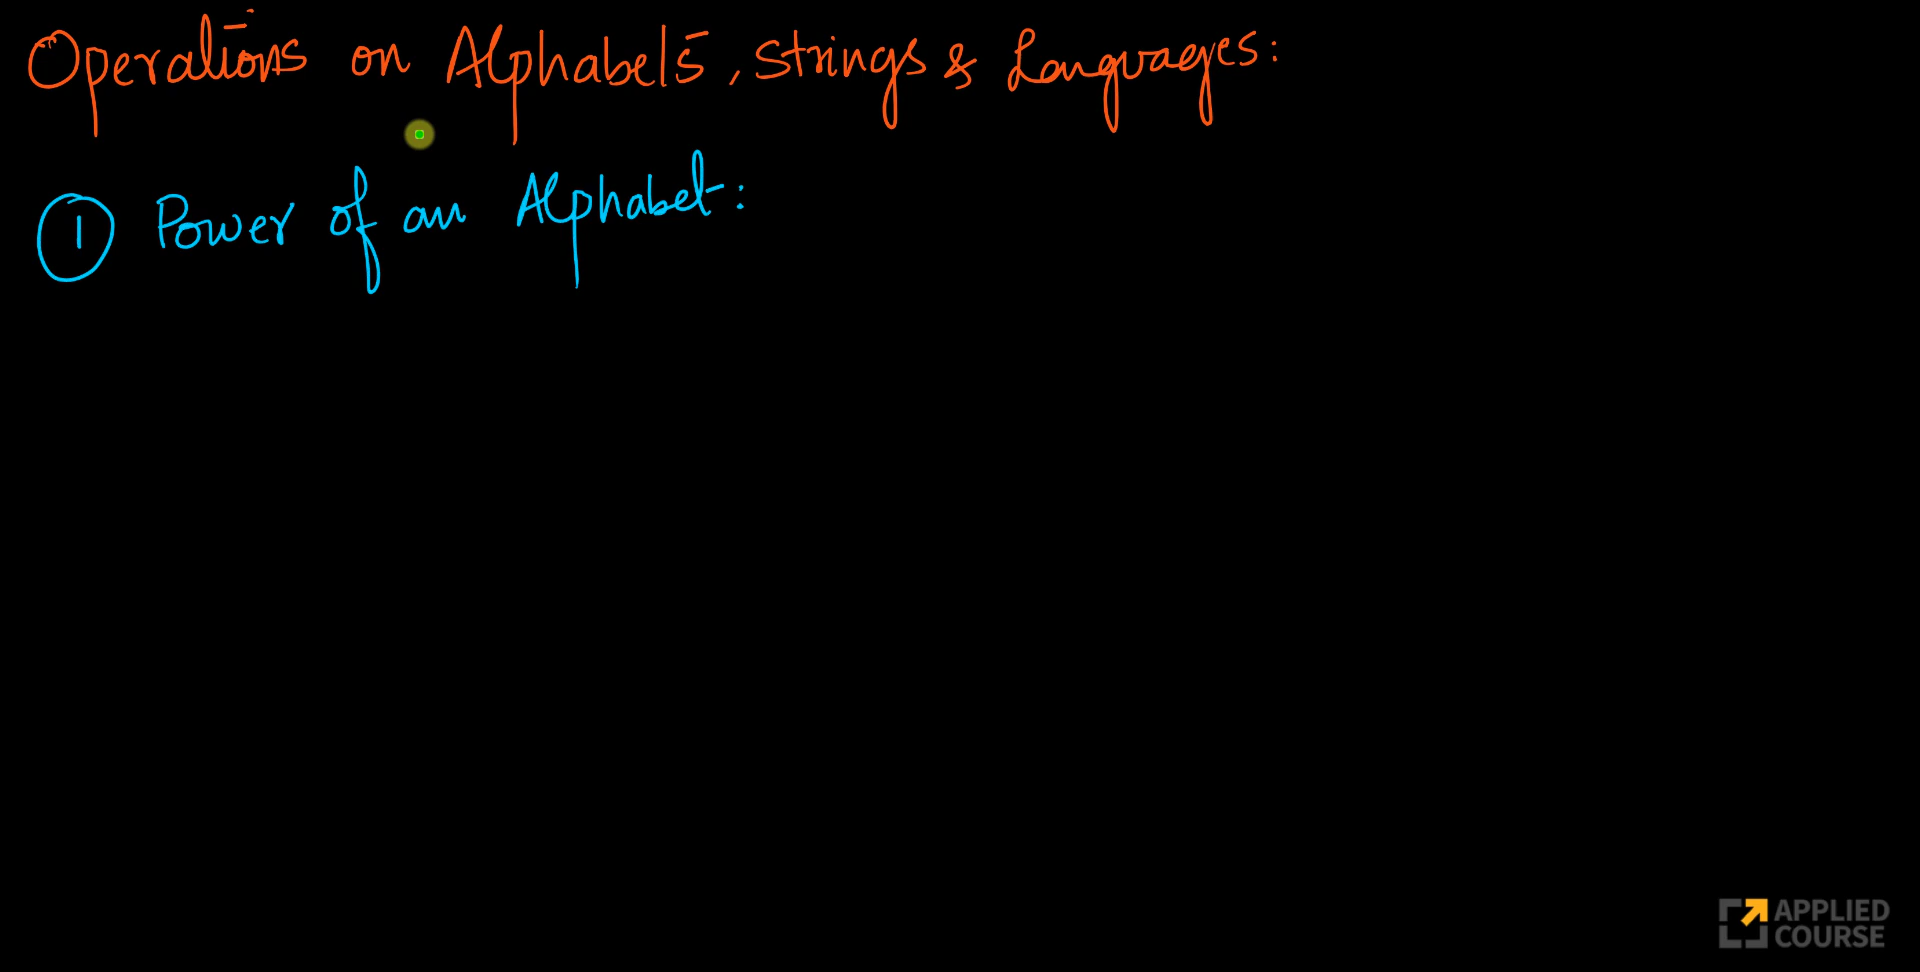 Operations on Alphabets, Strings & Languages:
① Power of an Alphabet:
APPLIED
COURSE